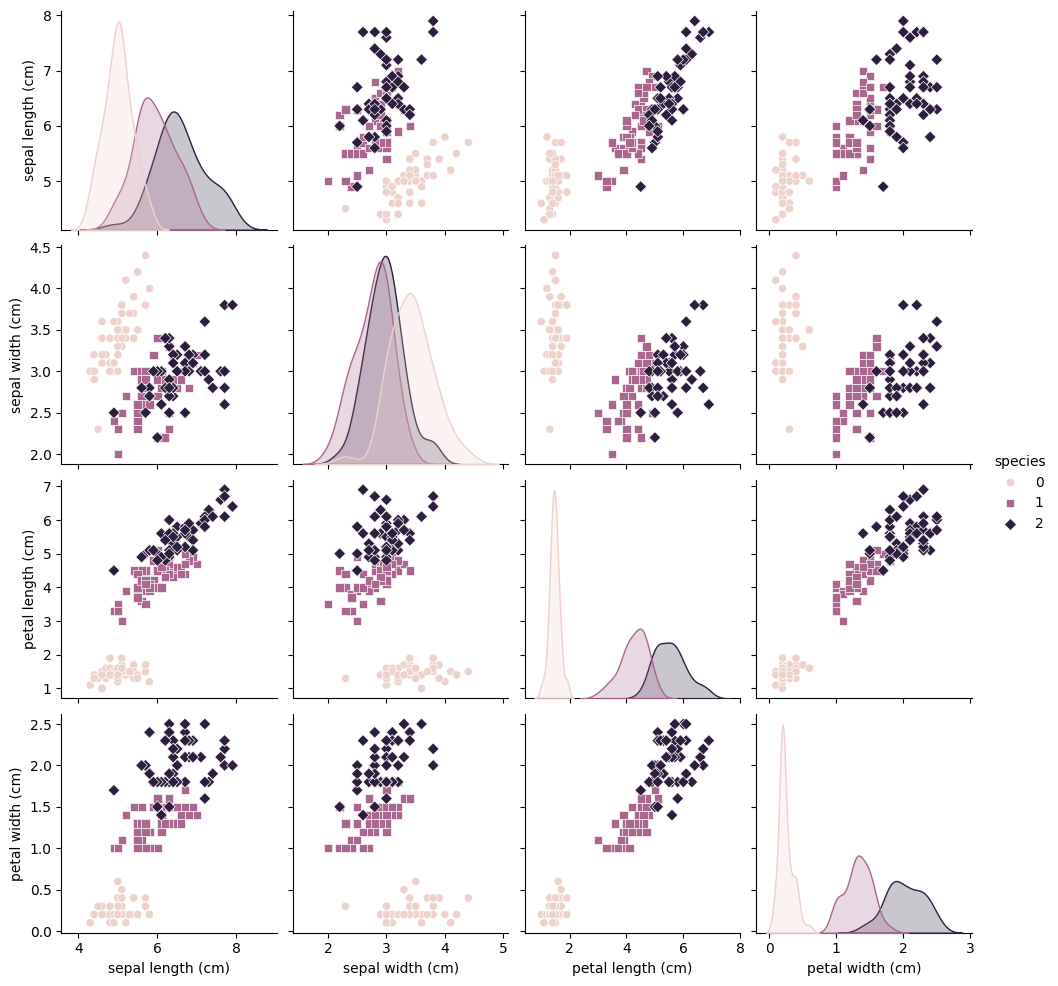 sepal length (cm)
8
7
6
5
sepal width (cm)
4.5
4.0
3.5
3.0
2.5
2.0
species
0
1
2
petal length (cm)
7
6
5
4
3
2
1
petal width (cm)
2.5
2.0
1.5
1.0
0.5
0.0
4 6 8
2 3 4 5
2 4 6 8
0 1 2 3
sepal length (cm)
sepal width (cm)
petal length (cm)
petal width (cm)